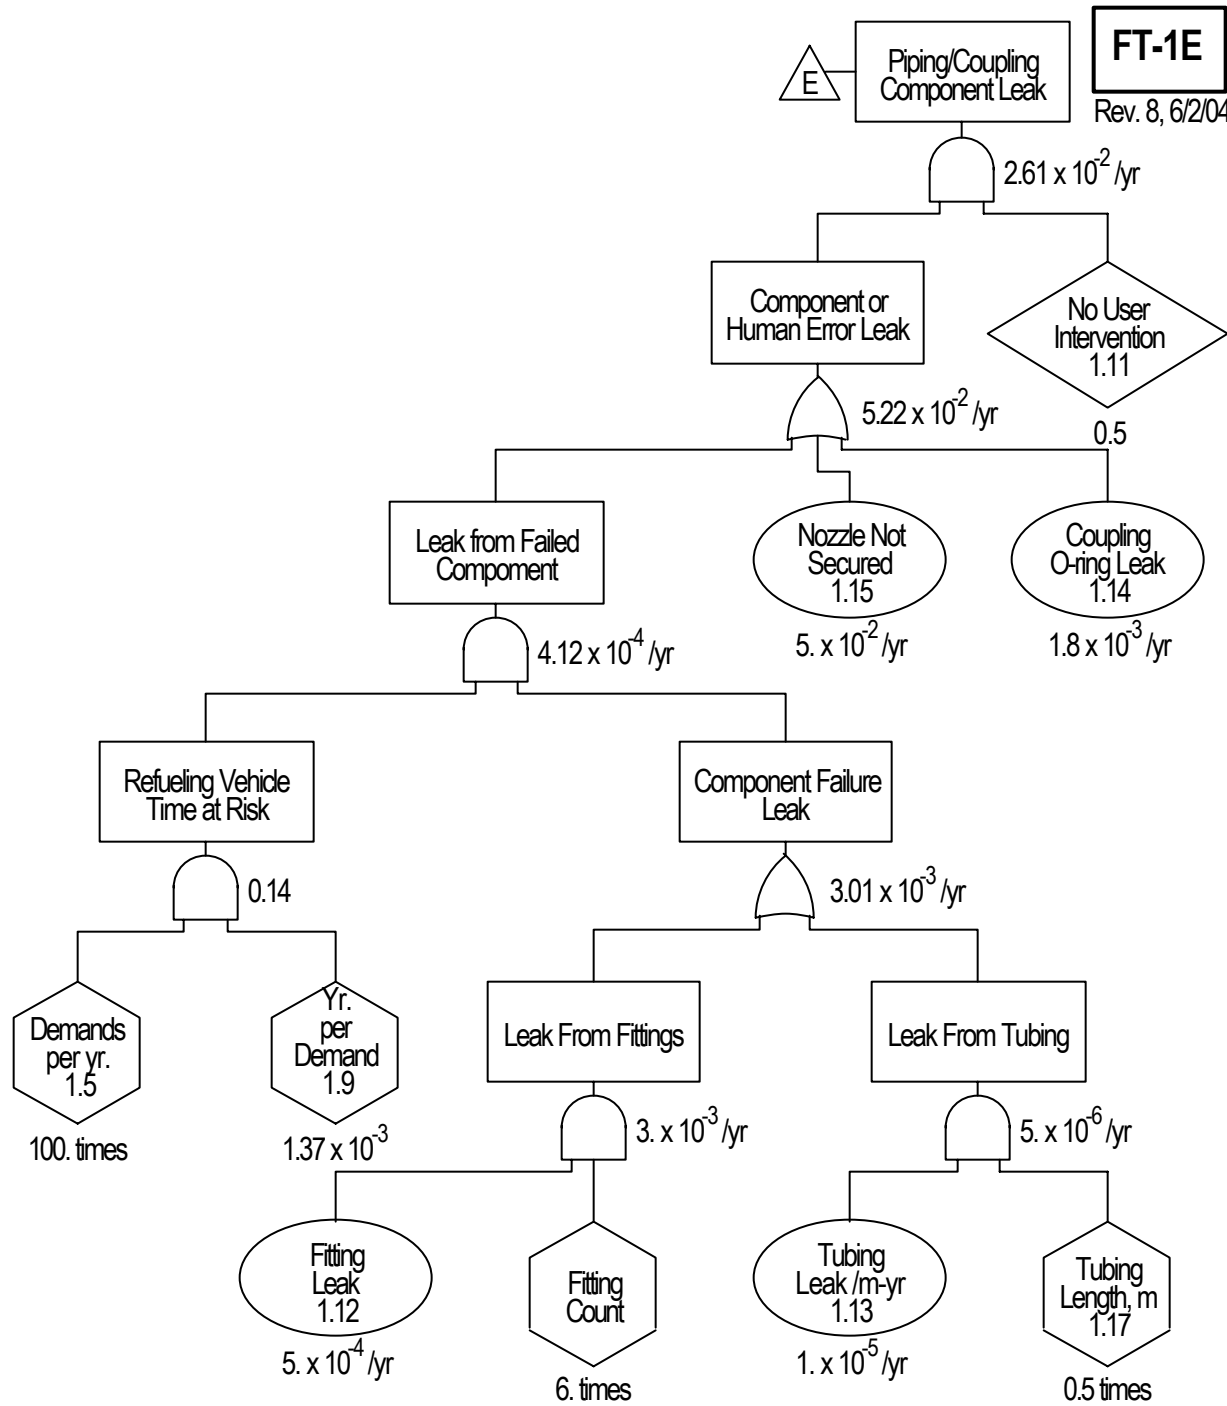 FT-1E
Rev. 8, 6/2/04
E
Piping/Coupling
Component Leak
2.61 x 10⁻² /yr
Component or
Human Error Leak
No User
Intervention
1.11
5.22 x 10⁻² /yr
0.5
Leak from Failed
Compoment
Nozzle Not
Secured
1.15
Coupling
O-ring Leak
1.14
4.12 x 10⁻⁴ /yr
5. x 10⁻² /yr
1.8 x 10⁻³ /yr
Refueling Vehicle
Time at Risk
Component Failure
Leak
0.14
3.01 x 10⁻³ /yr
Demands
per yr.
1.5
Yr.
per
Demand
1.9
Leak From Fittings
Leak From Tubing
100. times
1.37 x 10⁻³
3. x 10⁻³ /yr
5. x 10⁻⁶ /yr
Fitting
Leak
1.12
Fitting
Count
Tubing
Leak /m-yr
1.13
Tubing
Length, m
1.17
5. x 10⁻⁴ /yr
6. times
1. x 10⁻⁵ /yr
0.5 times